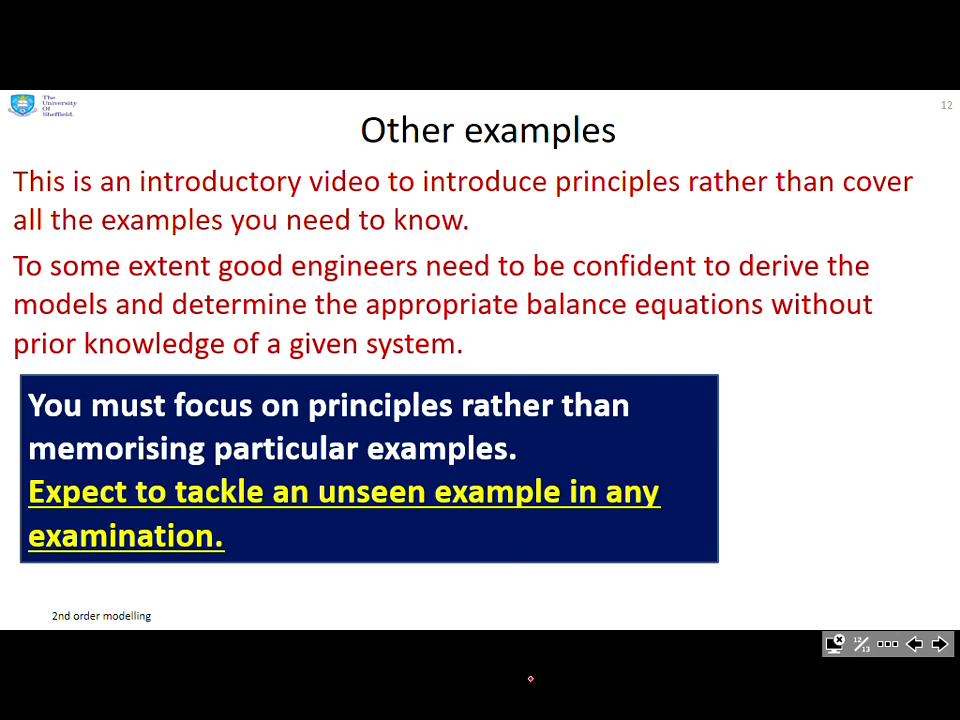 The
University
Of
Sheffield.
12
Other examples
This is an introductory video to introduce principles rather than cover
all the examples you need to know.
To some extent good engineers need to be confident to derive the
models and determine the appropriate balance equations without
prior knowledge of a given system.
You must focus on principles rather than
memorising particular examples.
Expect to tackle an unseen example in any
examination.
2nd order modelling
12/13